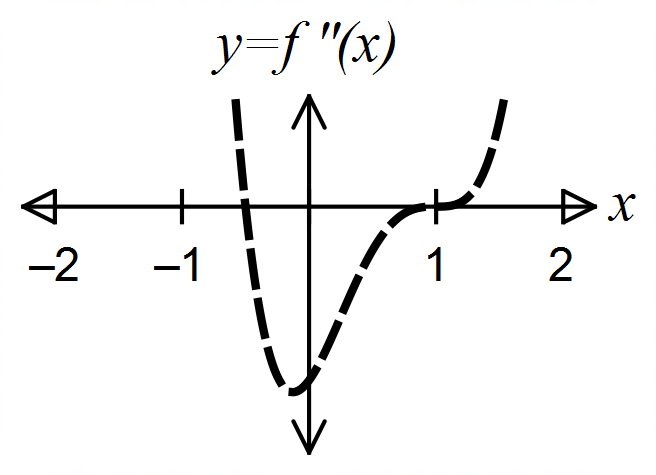 y=f "(x)
x
–2 –1 1 2